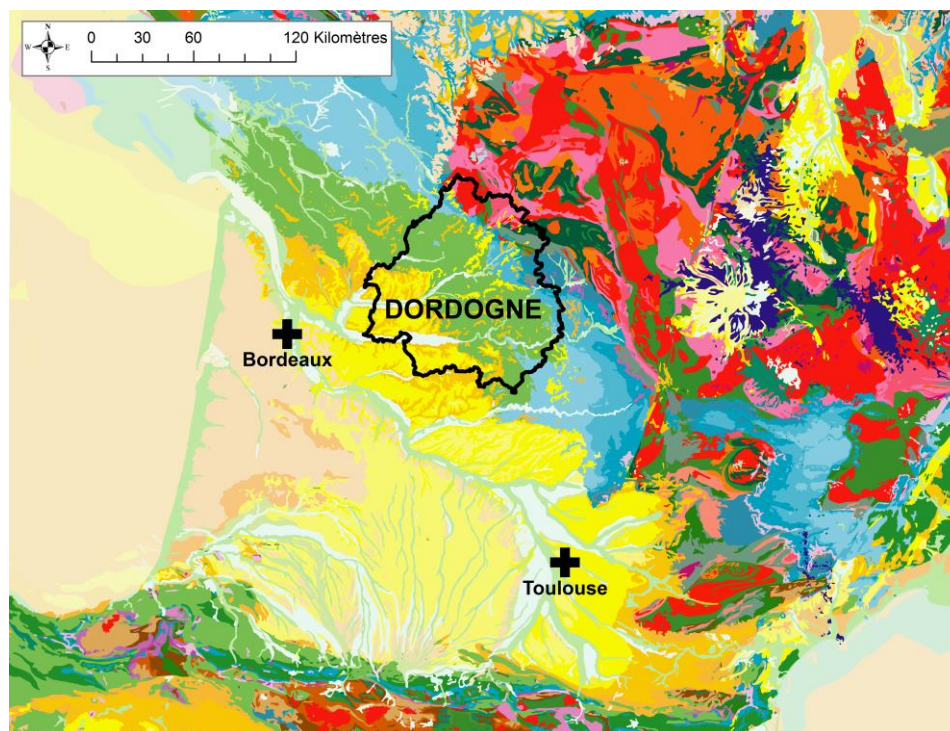 N
W E
S
0 30 60 120 Kilomètres
DORDOGNE
Bordeaux
Toulouse